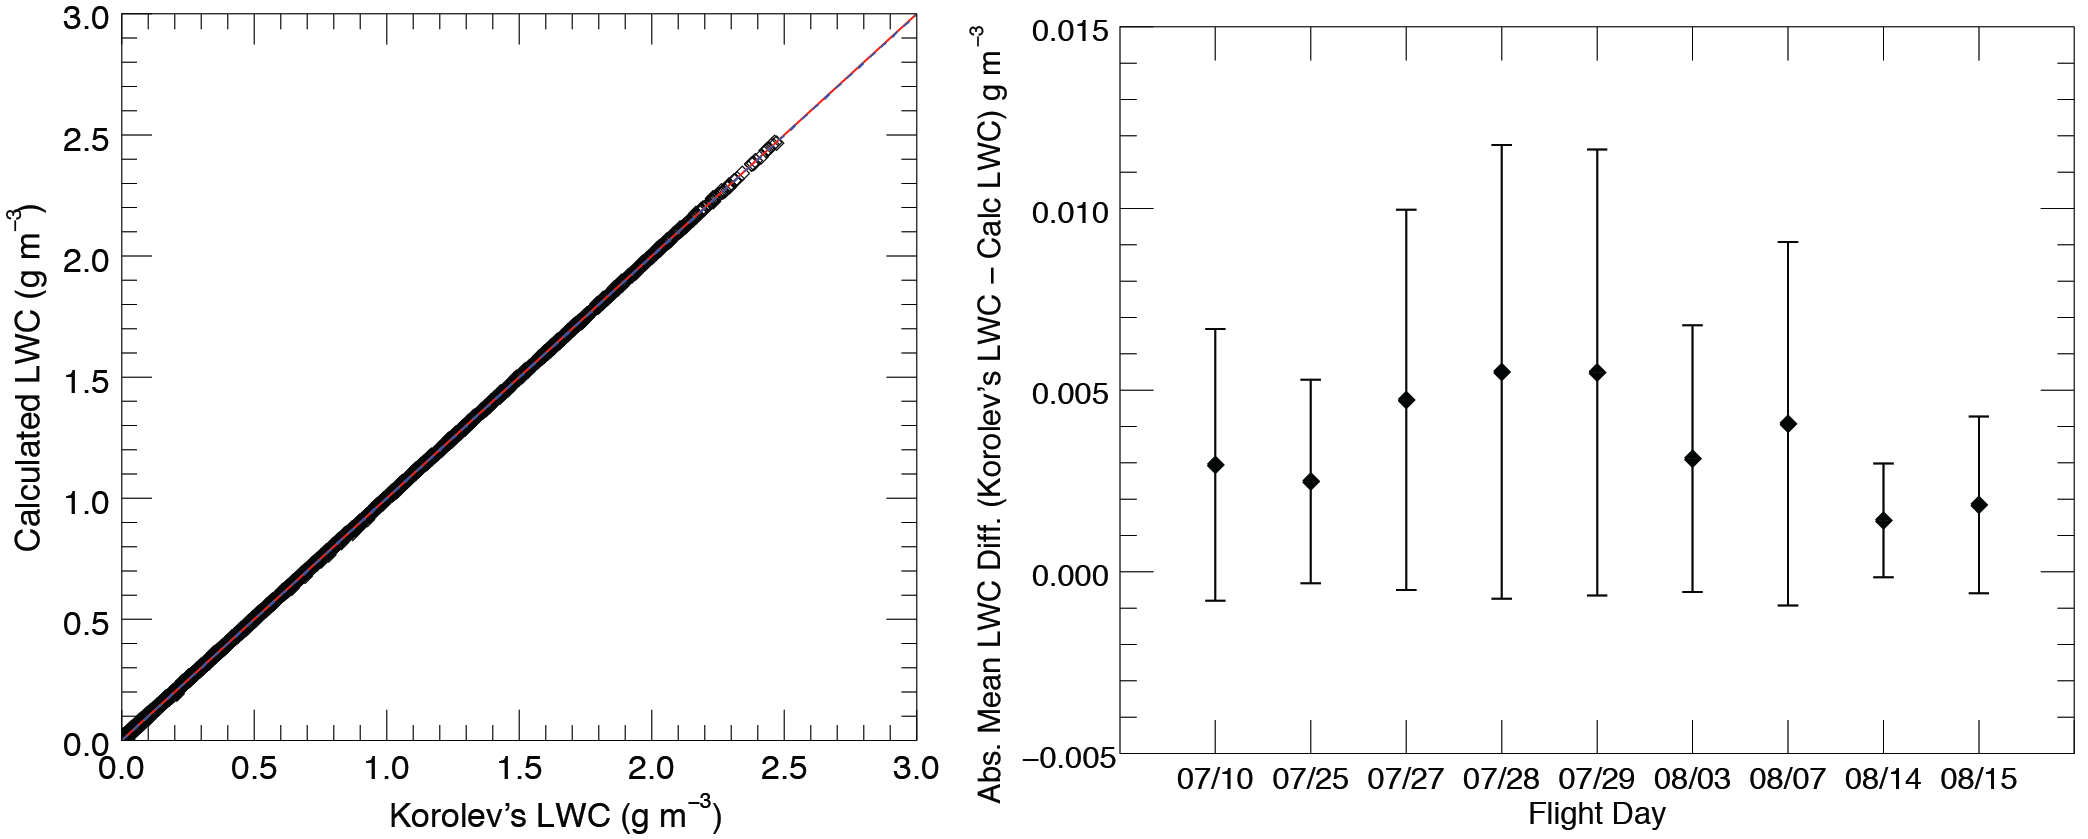 3.0
2.5
2.0
1.5
1.0
0.5
0.0
Calculated LWC (g m⁻³)
0.0 0.5 1.0 1.5 2.0 2.5 3.0
Korolev's LWC (g m⁻³)
0.015
0.010
0.005
0.000
−0.005
Abs. Mean LWC Diff. (Korolev's LWC – Calc LWC) g m⁻³
07/10 07/25 07/27 07/28 07/29 08/03 08/07 08/14 08/15
Flight Day